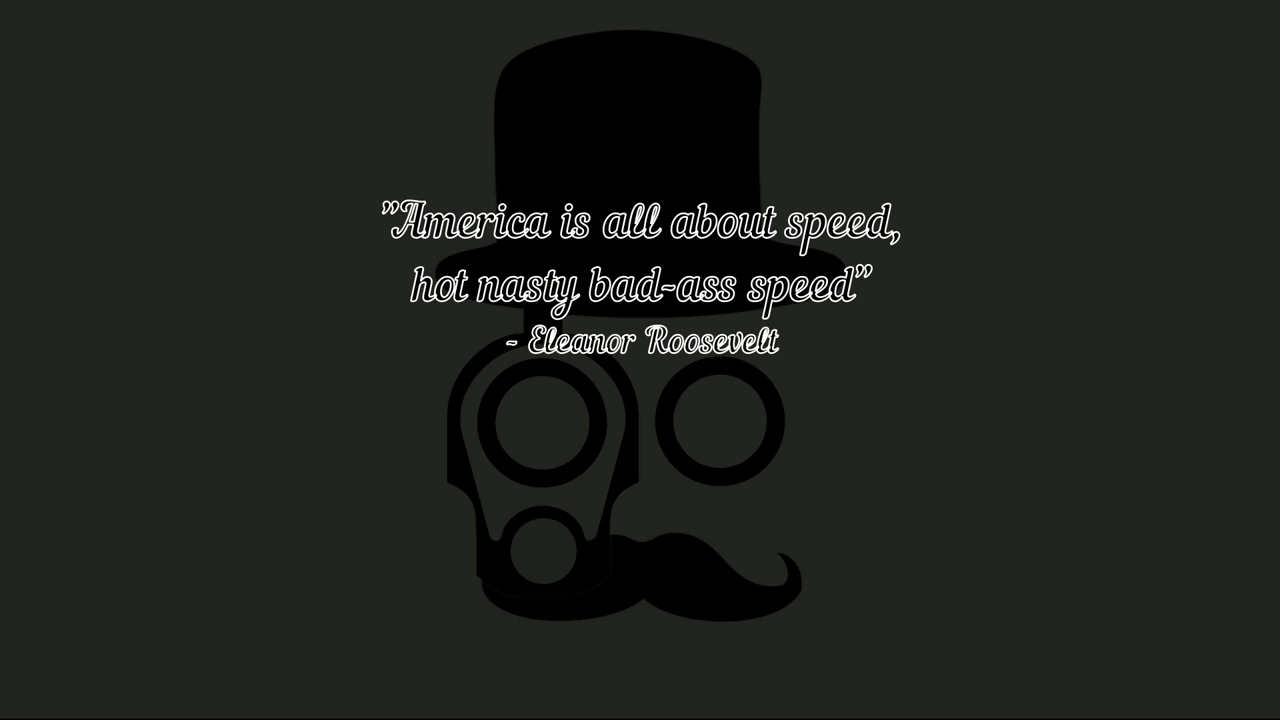 "America is all about speed,
hot nasty bad-ass speed"
~ Eleanor Roosevelt